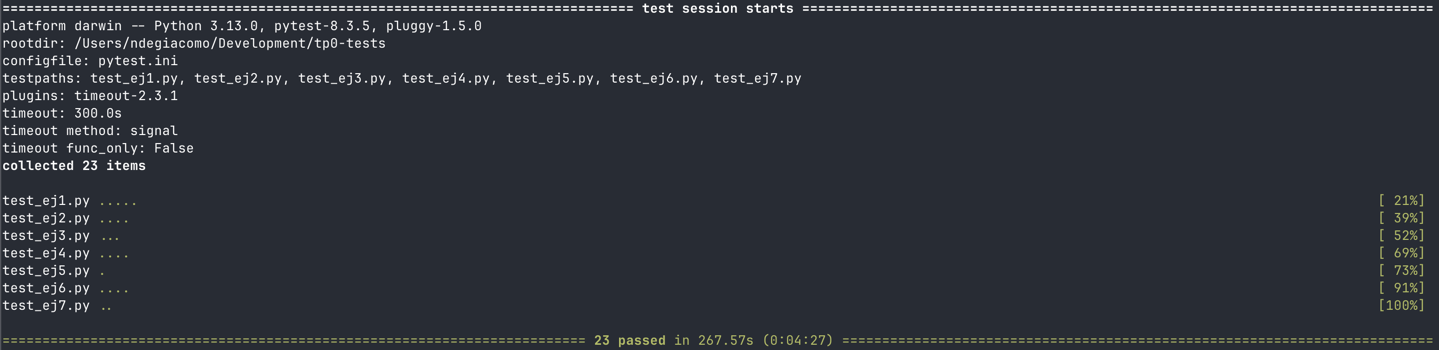 ============================================================================== test session starts ===============================================================================
platform darwin -- Python 3.13.0, pytest-8.3.5, pluggy-1.5.0
rootdir: /Users/ndegiacomo/Development/tp0-tests
configfile: pytest.ini
testpaths: test_ej1.py, test_ej2.py, test_ej3.py, test_ej4.py, test_ej5.py, test_ej6.py, test_ej7.py
plugins: timeout-2.3.1
timeout: 300.0s
timeout method: signal
timeout func_only: False
collected 23 items
test_ej1.py ..... [ 21%]
test_ej2.py .... [ 39%]
test_ej3.py ... [ 52%]
test_ej4.py .... [ 69%]
test_ej5.py . [ 73%]
test_ej6.py .... [ 91%]
test_ej7.py .. [100%]
========================================================================= 23 passed in 267.57s (0:04:27) ==========================================================================